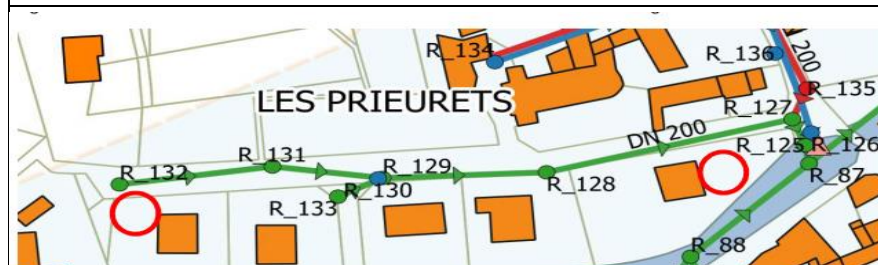 R_134
R_136
200
R_135
LES PRIEURETS
R_127
DN 200
R_125
R_126
R_131
R_129
R_87
R_132
R_130
R_128
R_133
R_88